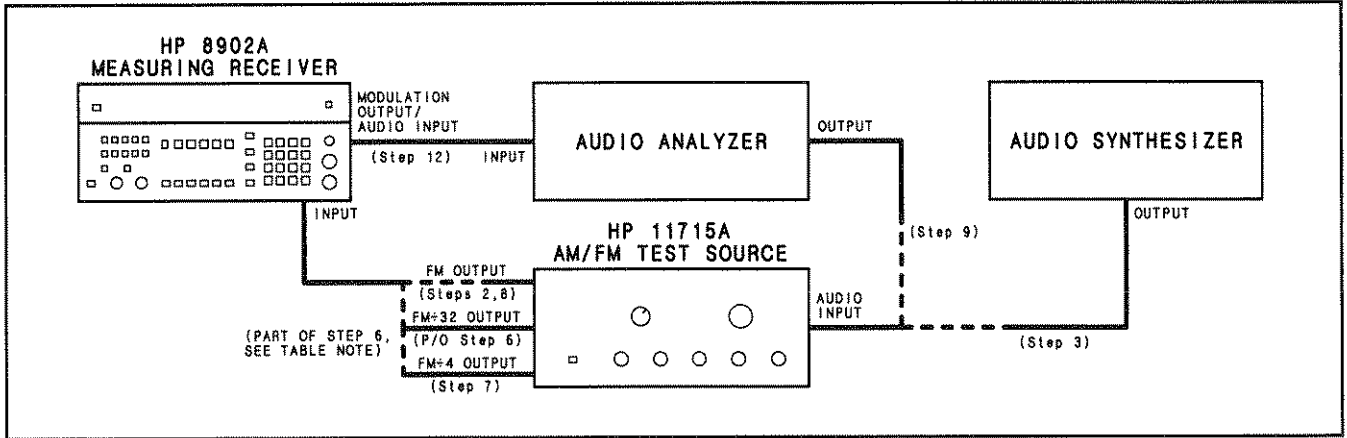 HP 8902A
MEASURING RECEIVER
MODULATION
OUTPUT/
AUDIO INPUT
(Step 12)
INPUT
AUDIO ANALYZER
OUTPUT
AUDIO SYNTHESIZER
INPUT
OUTPUT
(Step 9)
HP 11715A
AM/FM TEST SOURCE
FM OUTPUT
(Steps 2,8)
AUDIO
INPUT
FM÷32 OUTPUT
(PART OF STEP 6,
SEE TABLE NOTE)
(P/O Step 6)
(Step 3)
FM÷4 OUTPUT
(Step 7)